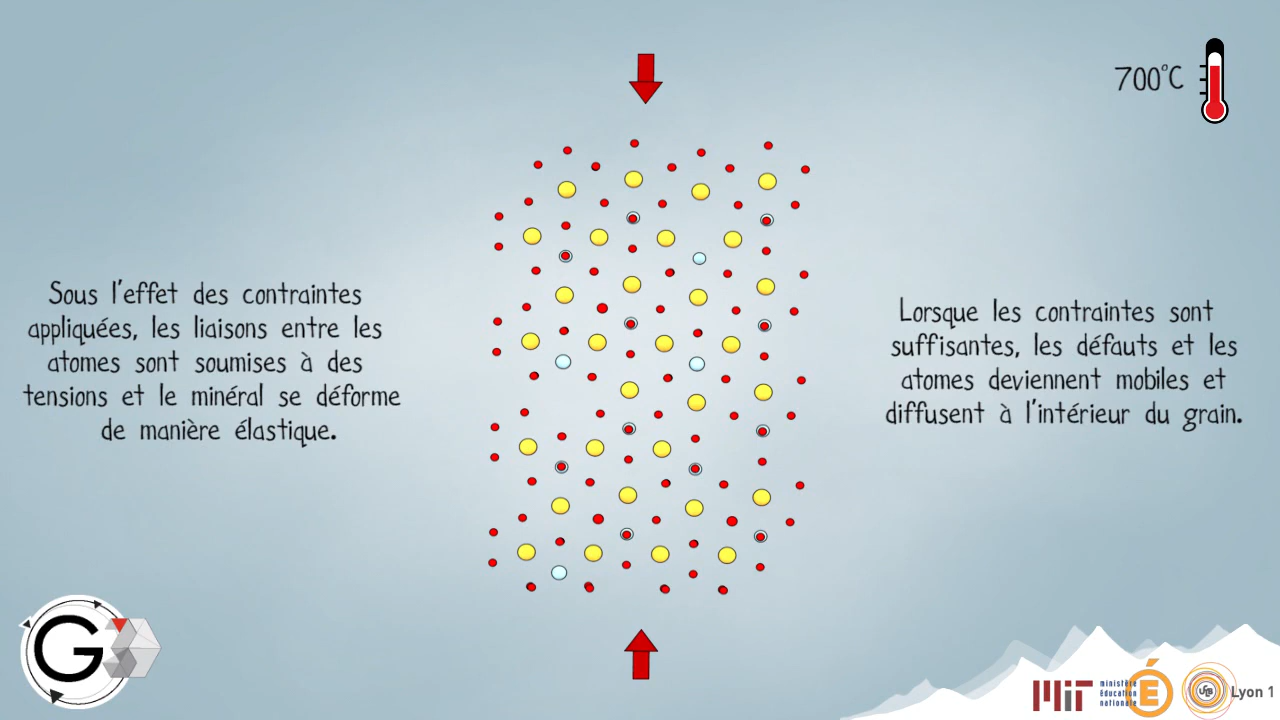 700°C
Sous l'effet des contraintes
appliquées, les liaisons entre les
atomes sont soumises à des
tensions et le minéral se déforme
de manière élastique.
Lorsque les contraintes sont
suffisantes, les défauts et les
atomes deviennent mobiles et
diffusent à l'intérieur du grain.
G
MiT
ministère
éducation
nationale
É
Lyon 1